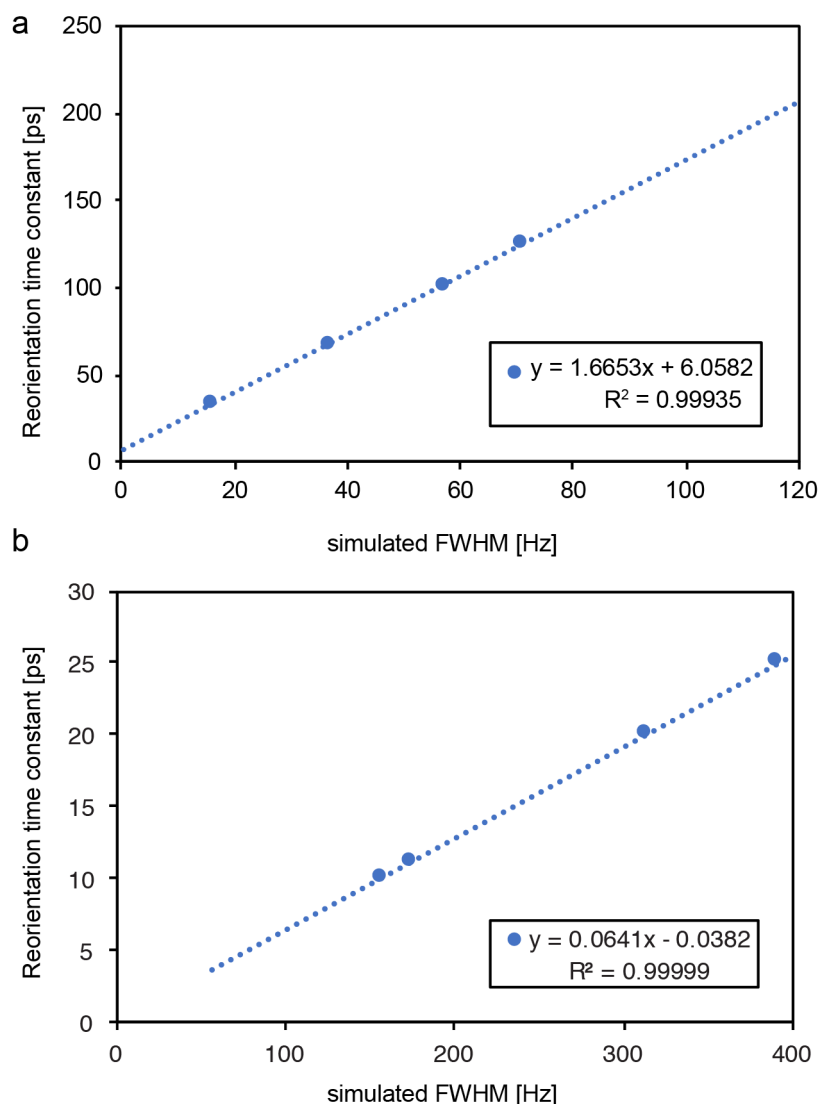 a
250
200
150
100
50
0
Reorientation time constant [ps]
y = 1.6653x + 6.0582
R² = 0.99935
0 20 40 60 80 100 120
simulated FWHM [Hz]
b
30
25
20
15
10
5
0
Reorientation time constant [ps]
y = 0.0641x - 0.0382
R² = 0.99999
0 100 200 300 400
simulated FWHM [Hz]